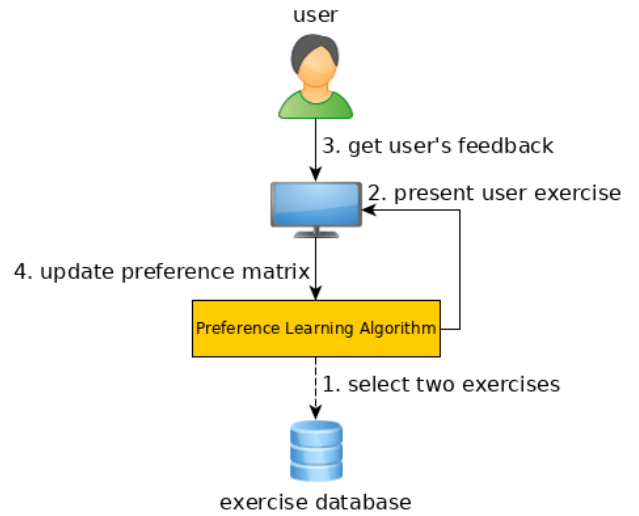 user
3. get user's feedback
2. present user exercise
4. update preference matrix
Preference Learning Algorithm
1. select two exercises
exercise database